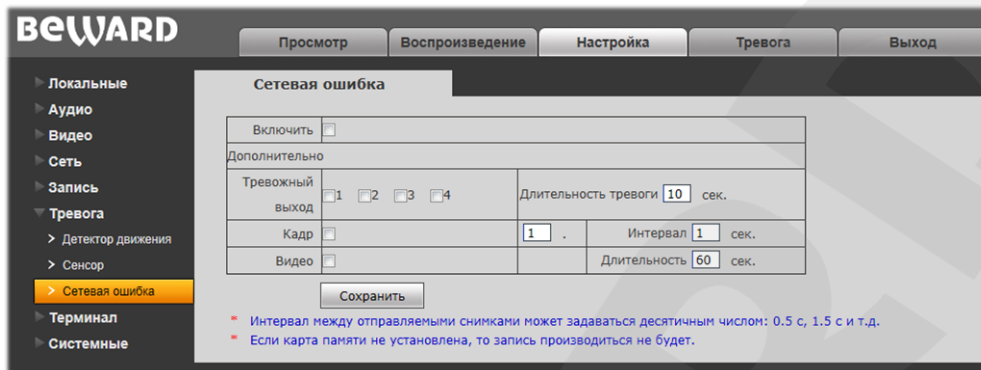 BEWARD
Просмотр Воспроизведение Настройка Тревога Выход
Локальные
Аудио
Видео
Сеть
Запись
Тревога
Детектор движения
Сенсор
Сетевая ошибка
Терминал
Системные
Сетевая ошибка
Включить
Дополнительно
Тревожный выход 1 2 3 4 Длительность тревоги 10 сек.
Кадр 1 . Интервал 1 сек.
Видео Длительность 60 сек.
Сохранить
* Интервал между отправляемыми снимками может задаваться десятичным числом: 0.5 с, 1.5 с и т.д.
* Если карта памяти не установлена, то запись производиться не будет.